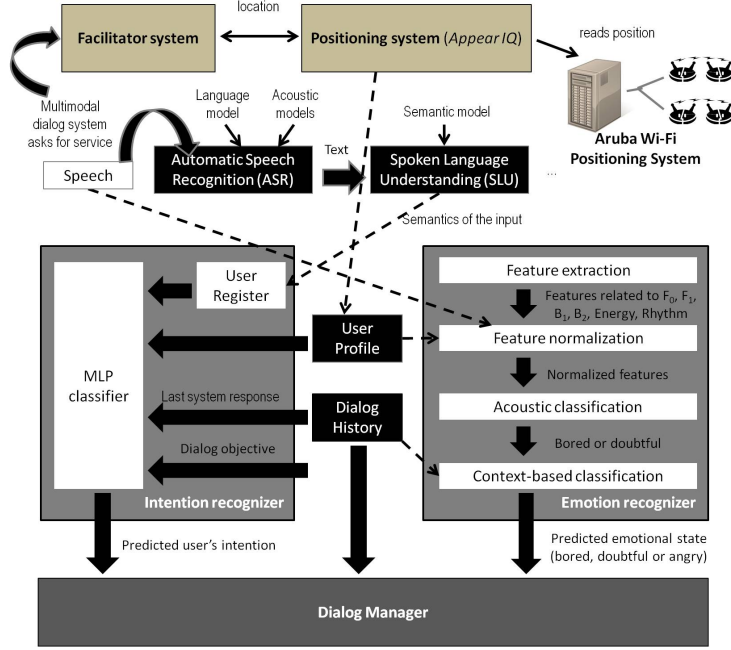 location
Facilitator system
Positioning system (Appear IQ)
reads position
Multimodal
dialog system
asks for service
Language
model
Acoustic
models
Semantic model
Aruba Wi-Fi
Positioning System
Speech
Automatic Speech
Recognition (ASR)
Text
Spoken Language
Understanding (SLU)
...
Semantics of the input
User
Register
Feature extraction
Features related to F0, F1,
B1, B2, Energy, Rhythm
User
Profile
Feature normalization
MLP
classifier
Normalized features
Last system response
Dialog
History
Acoustic classification
Dialog objective
Bored or doubtful
Context-based classification
Intention recognizer
Emotion recognizer
Predicted user's intention
Predicted emotional state
(bored, doubtful or angry)
Dialog Manager